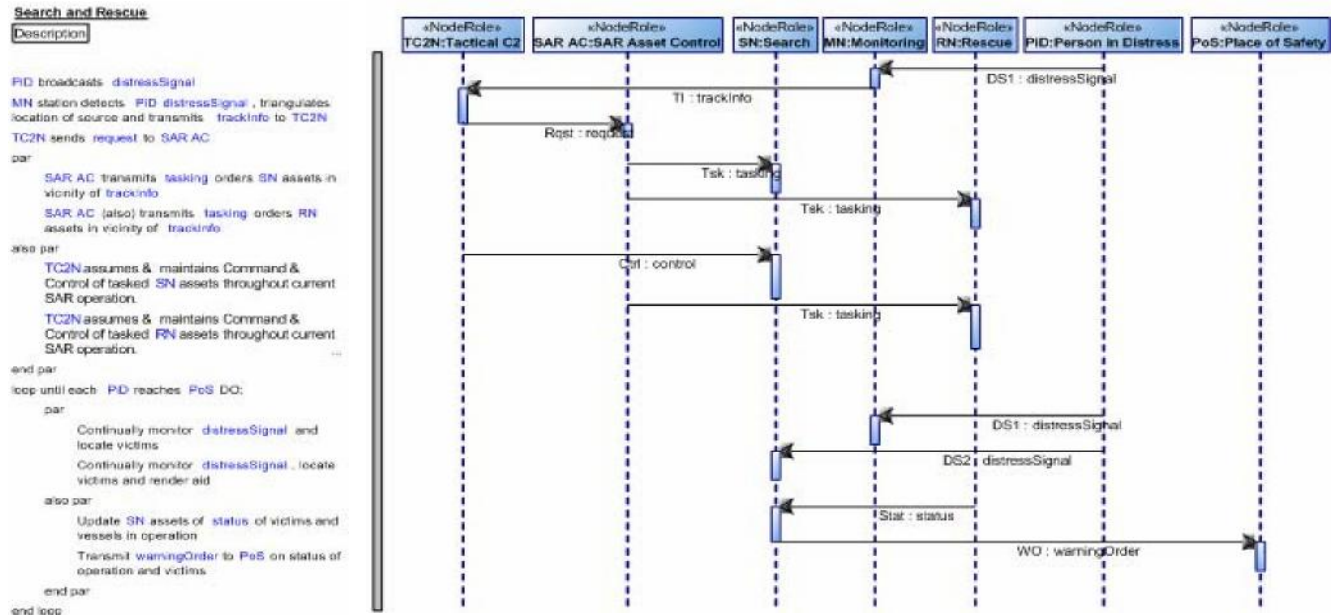 Search and Rescue
Description
PiD broadcasts distressSignal
MN station detects PiD distressSignal , triangulates
location of source and transmits trackInfo to TC2N
TC2N sends request to SAR AC
par
SAR AC transmits tasking orders SN assets in
vicinity of trackInfo
SAR AC (also) transmits tasking orders RN
assets in vicinity of trackInfo
also par
TC2N assumes & maintains Command &
Control of tasked SN assets throughout current
SAR operation.
TC2N assumes & maintains Command &
Control of tasked RN assets throughout current
SAR operation.
...
end par
loop until each PiD reaches PoS DO:
par
Continually monitor distressSignal and
locate victims
Continually monitor distressSignal , locate
victims and render aid
also par
Update SN assets of status of victims and
vessels in operation
Transmit warningOrder to PoS on status of
operation and victims
end par
end loop
«NodeRole»
TC2N:Tactical C2
«NodeRole»
SAR AC:SAR Asset Control
«NodeRole»
SN:Search
«NodeRole»
MN:Monitoring
«NodeRole»
RN:Rescue
«NodeRole»
PiD:Person in Distress
«NodeRole»
PoS:Place of Safety
DS1 : distressSignal
TI : trackInfo
Rqst : request
Tsk : tasking
Tsk : tasking
Ctrl : control
Tsk : tasking
DS1 : distressSignal
DS2 : distressSignal
Stat : status
WO : warningOrder